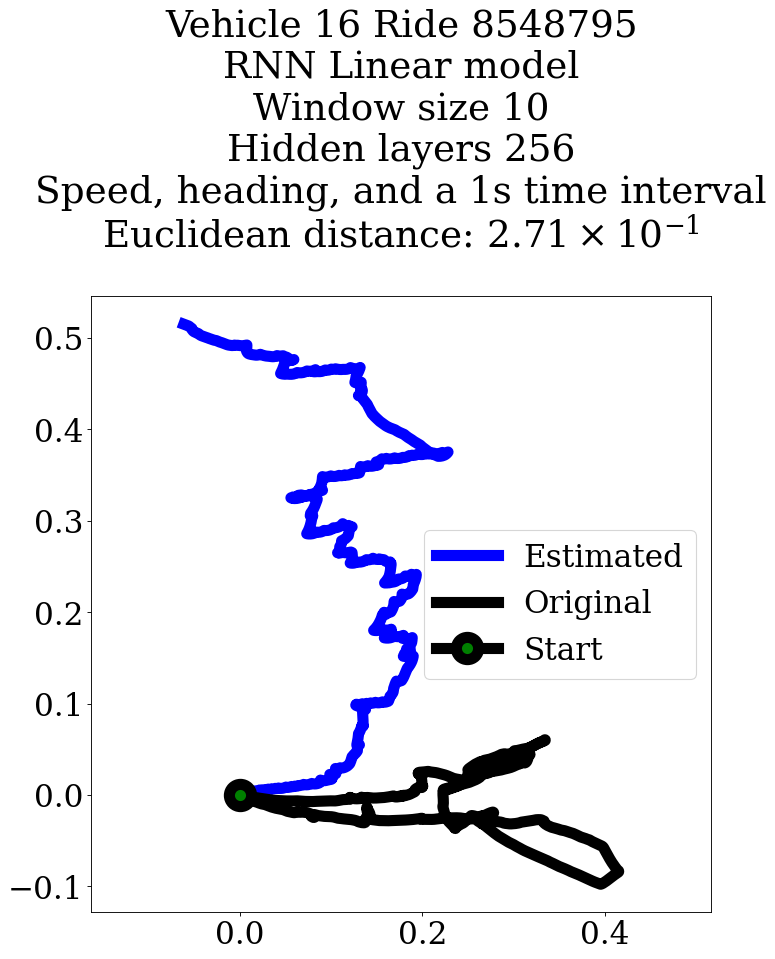 Vehicle 16 Ride 8548795
RNN Linear model
Window size 10
Hidden layers 256
Speed, heading, and a 1s time interval
Euclidean distance: 2.71 × 10⁻¹
0.5
0.4
0.3
0.2
0.1
0.0
−0.1
Estimated
Original
Start
0.0 0.2 0.4